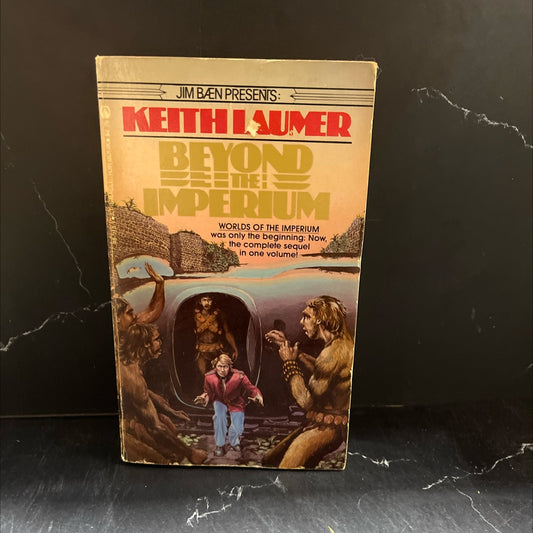 JIM BAEN PRESENTS:
KEITH LAUMER
BEYOND
THE
IMPERIUM
WORLDS OF THE IMPERIUM
was only the beginning: Now,
the complete sequel
in one volume!